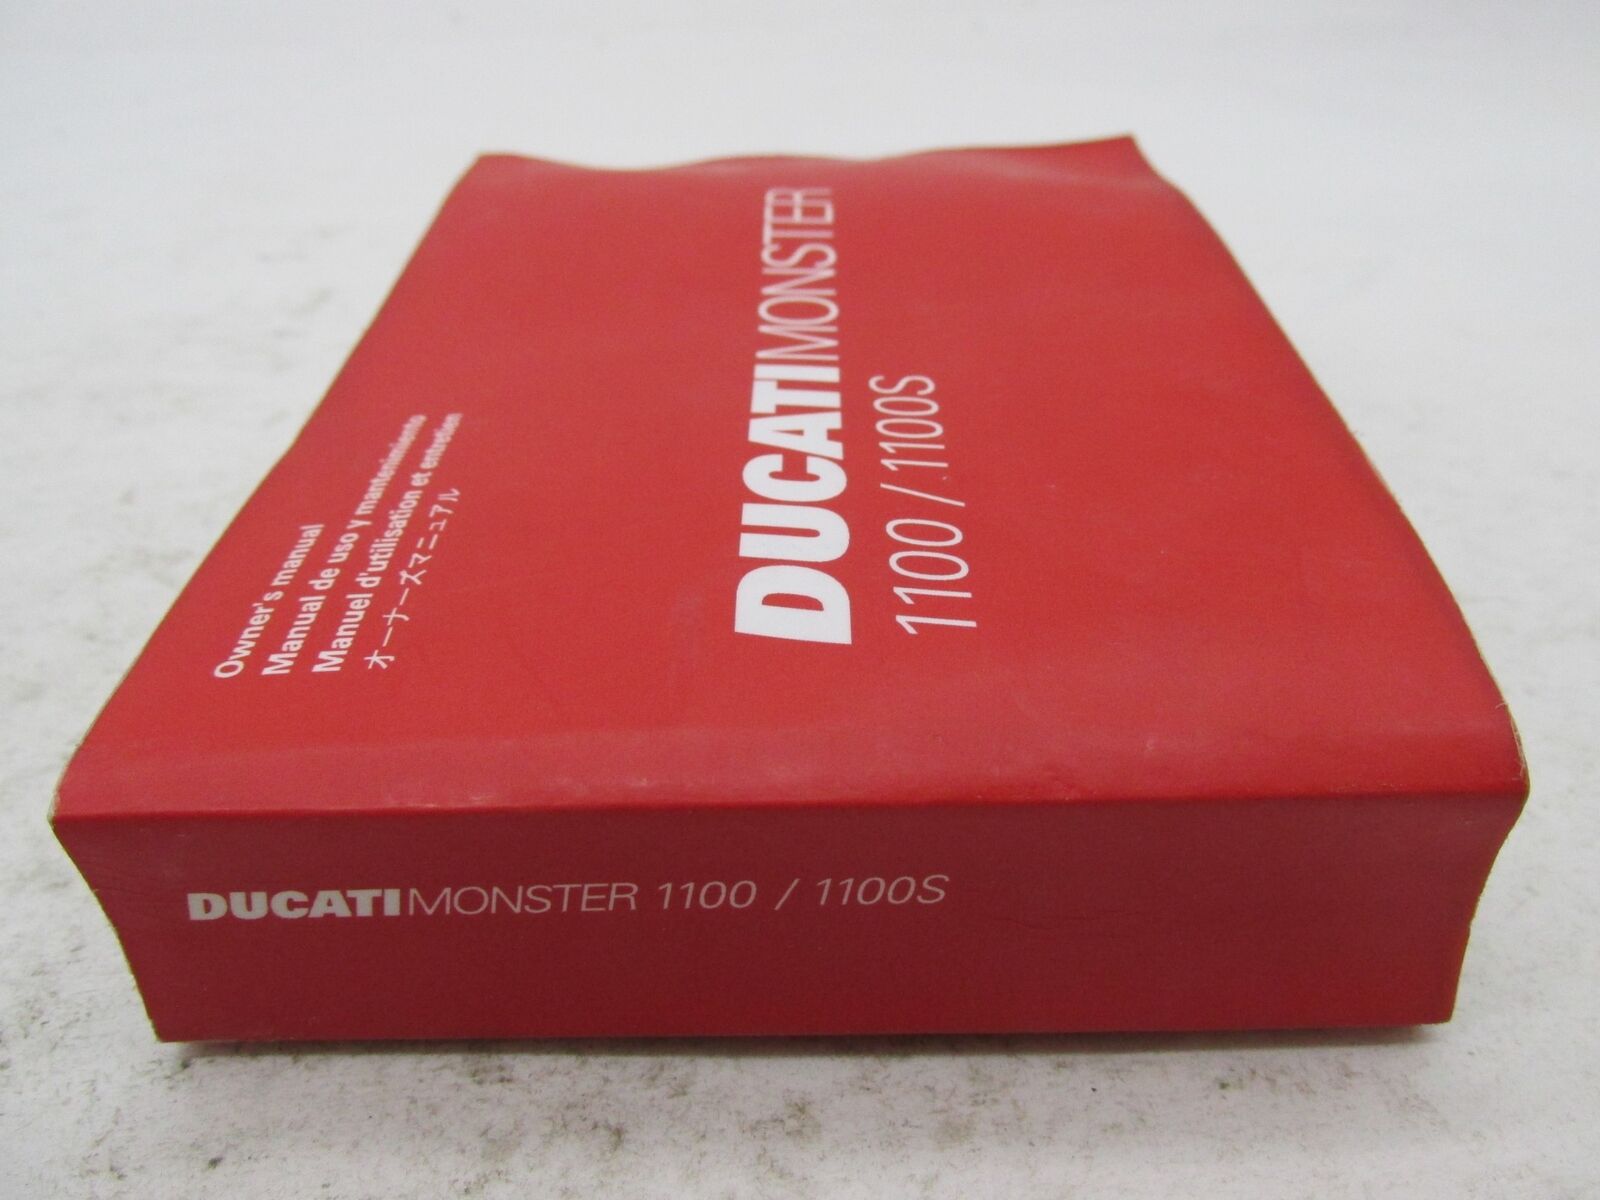 DUCATIMONSTER
1100 / 1100S
Owner's manual
Manual de uso y mantenimiento
Manuel d'utilisation et entretien
オーナーズマニュアル
DUCATIMONSTER 1100 / 1100S